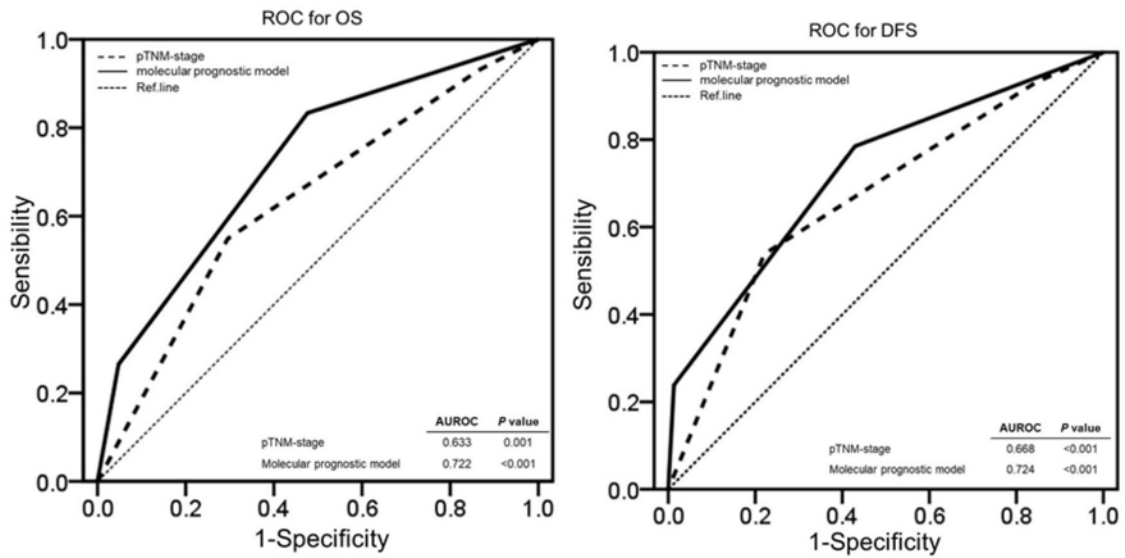 ROC for OS
pTNM-stage
molecular prognostic model
Ref.line
Sensibility
1.0
0.8
0.6
0.4
0.2
0.0
AUROC P value
pTNM-stage 0.633 0.001
Molecular prognostic model 0.722 <0.001
0.0 0.2 0.4 0.6 0.8 1.0
1-Specificity
ROC for DFS
pTNM-stage
molecular prognostic model
Ref.line
Sensibility
1.0
0.8
0.6
0.4
0.2
0.0
AUROC P value
pTNM-stage 0.668 <0.001
Molecular prognostic model 0.724 <0.001
0.0 0.2 0.4 0.6 0.8 1.0
1-Specificity